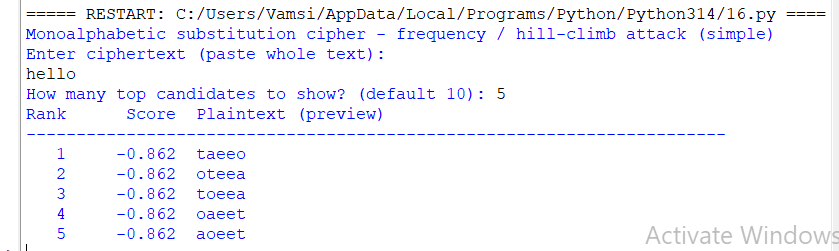 ===== RESTART: C:/Users/Vamsi/AppData/Local/Programs/Python/Python314/16.py ====
Monoalphabetic substitution cipher - frequency / hill-climb attack (simple)
Enter ciphertext (paste whole text):
hello
How many top candidates to show? (default 10): 5
Rank      Score  Plaintext (preview)
----------------------------------------------------------------------
   1     -0.862  taeeo
   2     -0.862  oteea
   3     -0.862  toeea
   4     -0.862  oaeet
   5     -0.862  aoeet
Activate Windows